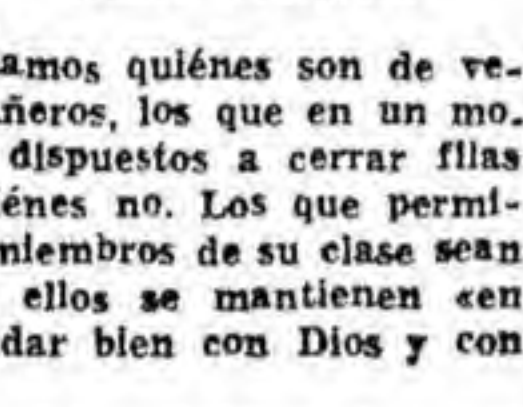 amos quiénes son de ve-
ñeros, los que en un mo-
dispuestos a cerrar filas
iénes no. Los que permi-
miembros de su clase sean
ellos se mantienen «en
dar bien con Dios y con